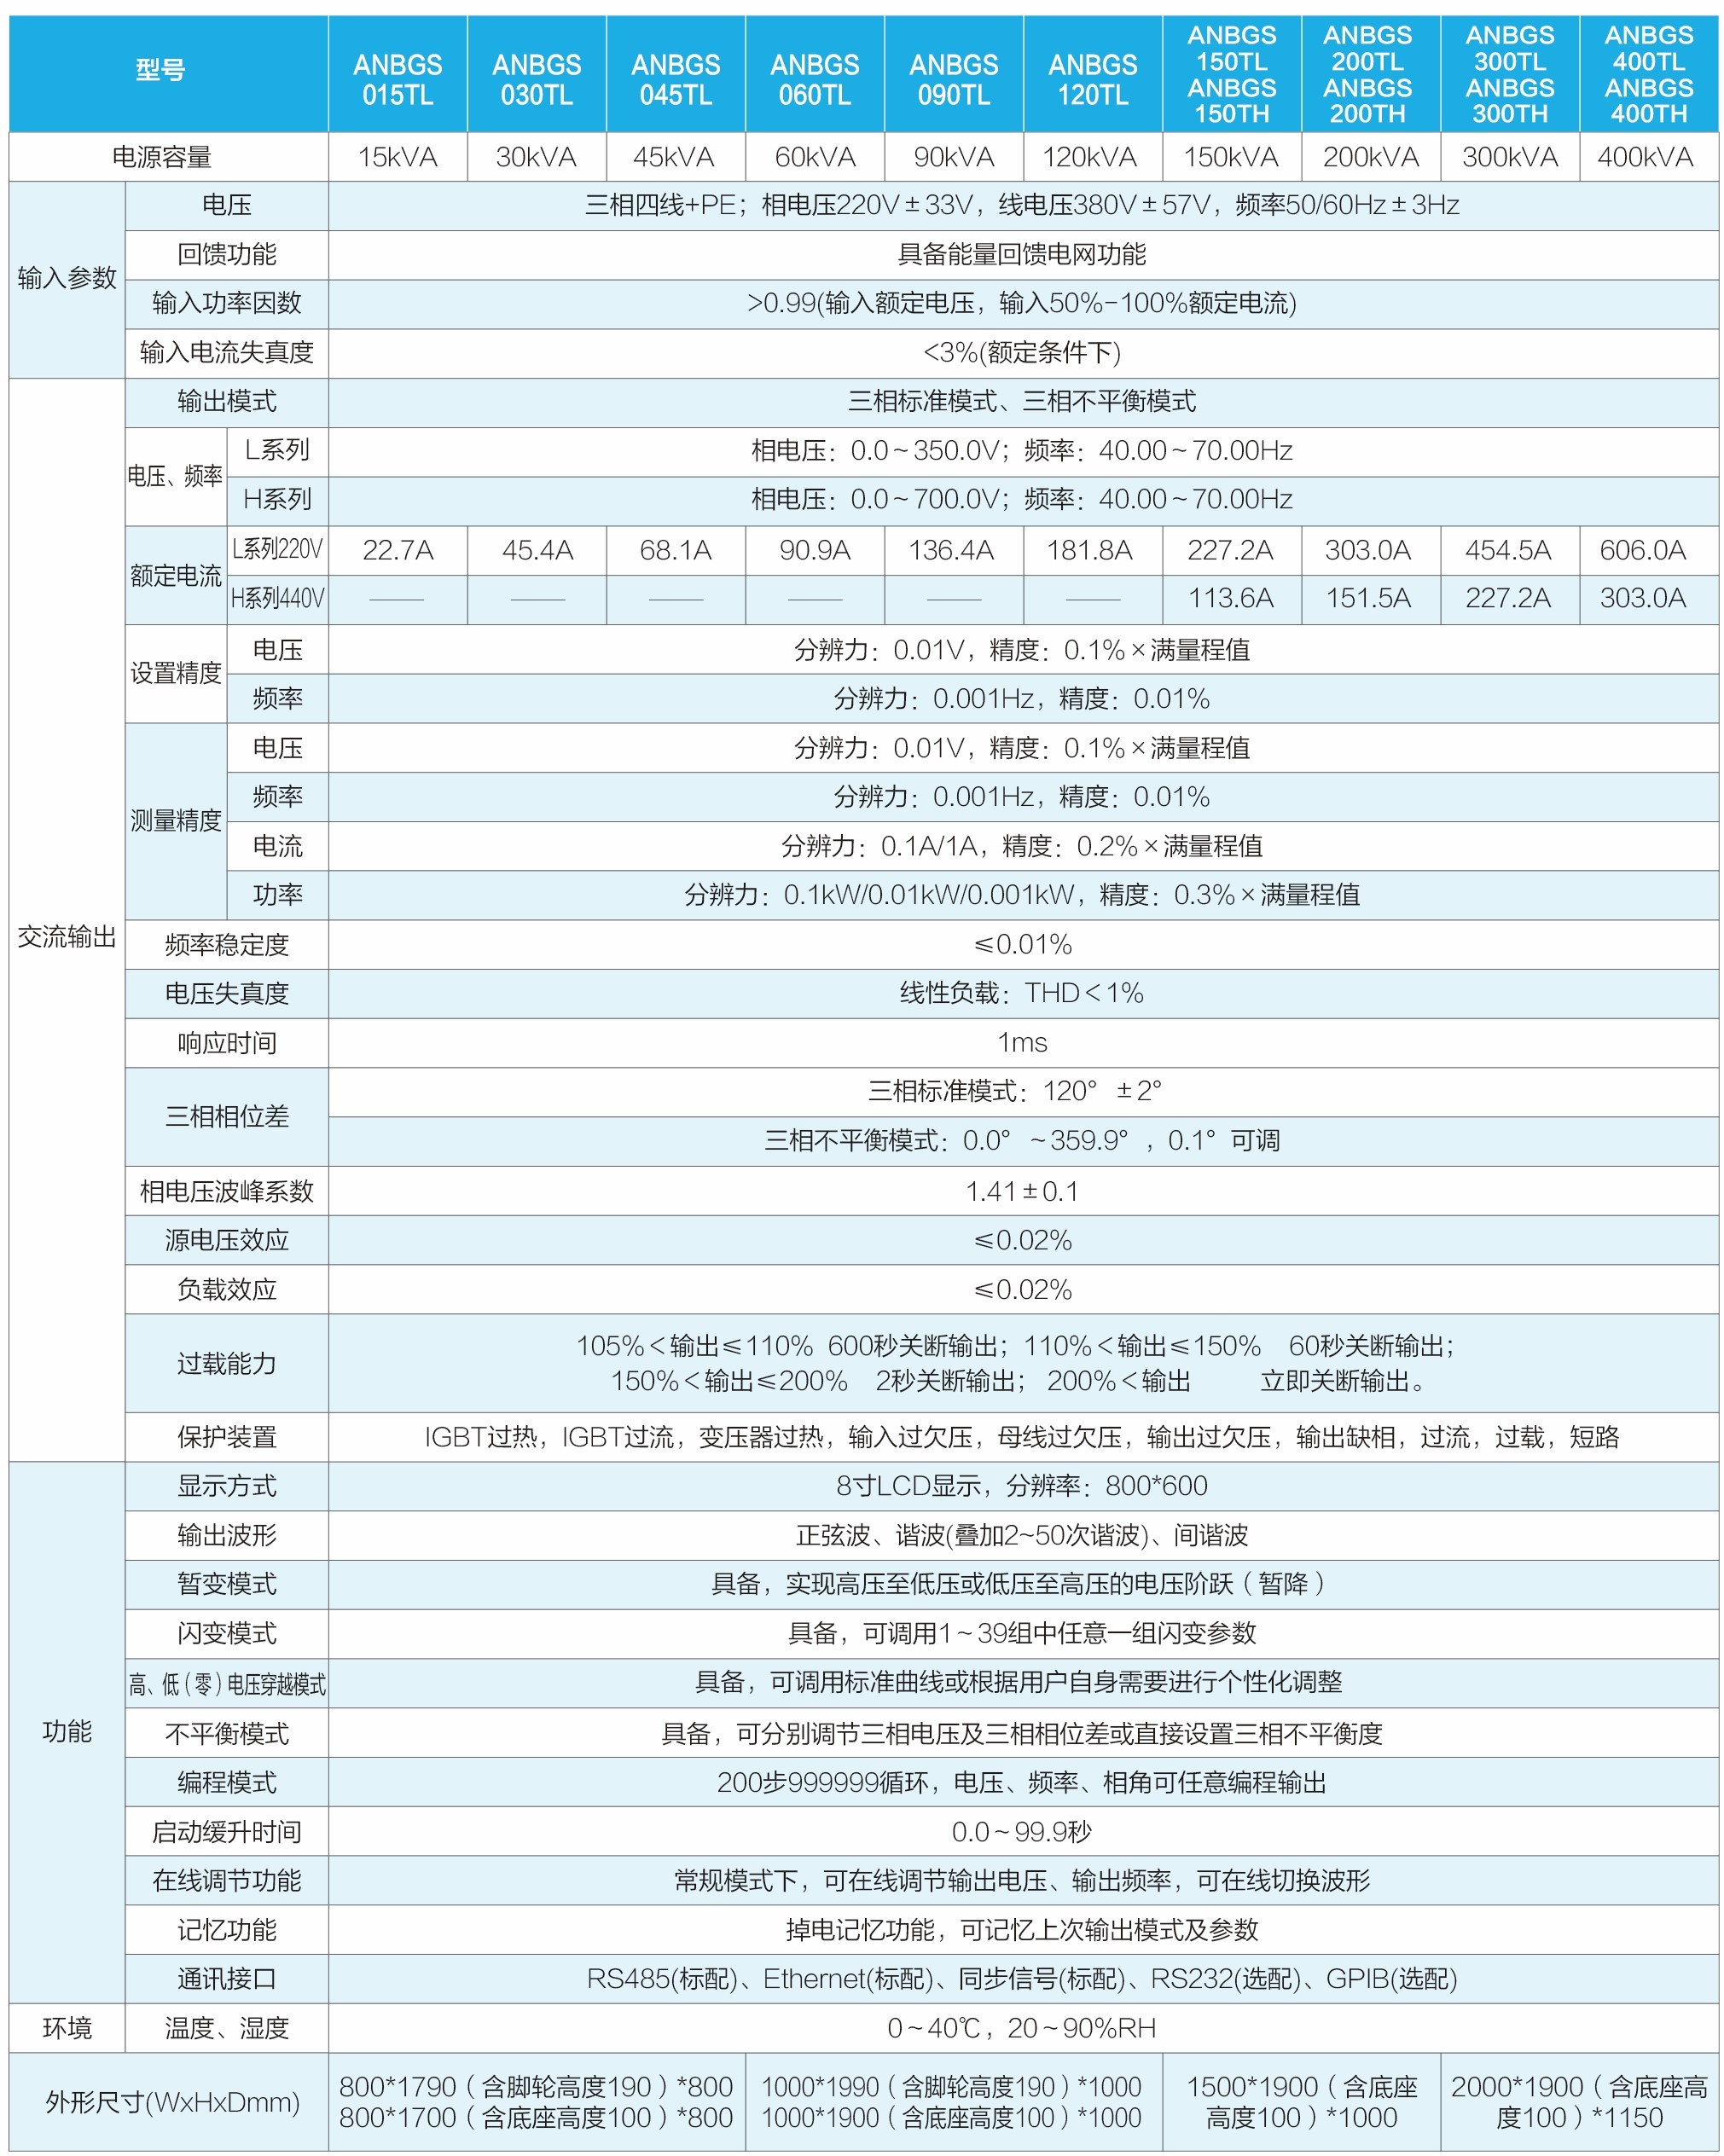 型号 ANBGS 015TL ANBGS 030TL ANBGS 045TL ANBGS 060TL ANBGS 090TL ANBGS 120TL ANBGS 150TL ANBGS 150TH ANBGS 200TL ANBGS 200TH ANBGS 300TL ANBGS 300TH ANBGS 400TL ANBGS 400TH
电源容量 15kVA 30kVA 45kVA 60kVA 90kVA 120kVA 150kVA 200kVA 300kVA 400kVA
输入参数
电压 三相四线+PE；相电压220V±33V，线电压380V±57V，频率50/60Hz±3Hz
回馈功能 具备能量回馈电网功能
输入功率因数 >0.99(输入额定电压，输入50%-100%额定电流)
输入电流失真度 <3%(额定条件下)
交流输出
输出模式 三相标准模式、三相不平衡模式
电压、频率
L系列 相电压：0.0～350.0V；频率：40.00～70.00Hz
H系列 相电压：0.0～700.0V；频率：40.00～70.00Hz
额定电流
L系列220V 22.7A 45.4A 68.1A 90.9A 136.4A 181.8A 227.2A 303.0A 454.5A 606.0A
H系列440V —— —— —— —— —— —— 113.6A 151.5A 227.2A 303.0A
设置精度
电压 分辨力：0.01V，精度：0.1%×满量程值
频率 分辨力：0.001Hz，精度：0.01%
测量精度
电压 分辨力：0.01V，精度：0.1%×满量程值
频率 分辨力：0.001Hz，精度：0.01%
电流 分辨力：0.1A/1A，精度：0.2%×满量程值
功率 分辨力：0.1kW/0.01kW/0.001kW，精度：0.3%×满量程值
频率稳定度 ≤0.01%
电压失真度 线性负载：THD＜1%
响应时间 1ms
三相相位差
三相标准模式：120° ±2°
三相不平衡模式：0.0° ～359.9°，0.1°可调
相电压波峰系数 1.41±0.1
源电压效应 ≤0.02%
负载效应 ≤0.02%
过载能力
105%＜输出≤110% 600秒关断输出；110%＜输出≤150% 60秒关断输出；
150%＜输出≤200% 2秒关断输出； 200%＜输出 立即关断输出。
保护装置 IGBT过热，IGBT过流，变压器过热，输入过欠压，母线过欠压，输出过欠压，输出缺相，过流，过载，短路
功能
显示方式 8寸LCD显示，分辨率：800*600
输出波形 正弦波、谐波(叠加2~50次谐波)、间谐波
暂变模式 具备，实现高压至低压或低压至高压的电压阶跃（暂降）
闪变模式 具备，可调用1～39组中任意一组闪变参数
高、低（零）电压穿越模式 具备，可调用标准曲线或根据用户自身需要进行个性化调整
不平衡模式 具备，可分别调节三相电压及三相相位差或直接设置三相不平衡度
编程模式 200步999999循环，电压、频率、相角可任意编程输出
启动缓升时间 0.0～99.9秒
在线调节功能 常规模式下，可在线调节输出电压、输出频率，可在线切换波形
记忆功能 掉电记忆功能，可记忆上次输出模式及参数
通讯接口 RS485(标配)、Ethernet(标配)、同步信号(标配)、RS232(选配)、GPIB(选配)
环境 温度、湿度 0～40℃，20～90%RH
外形尺寸(WxHxDmm)
800*1790（含脚轮高度190）*800
800*1700（含底座高度100）*800
1000*1990（含脚轮高度190）*1000
1000*1900（含底座高度100）*1000
1500*1900（含底座
高度100）*1000
2000*1900（含底座高
度100）*1150